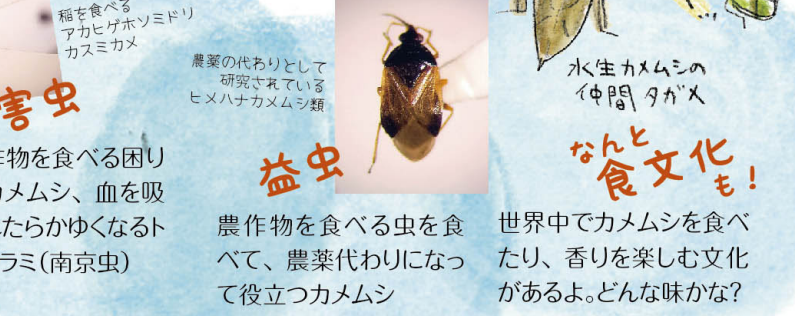 稲を食べる
アカヒゲホソミドリ
カスミカメ
害虫
作物を食べる困り
カメムシ、血を吸
れたらかゆくなるト
ラミ(南京虫)
農薬の代わりとして
研究されている
ヒメハナカメムシ類
益虫
農作物を食べる虫を食
べて、農薬代わりになっ
て役立つカメムシ
水生カメムシの
仲間 タガメ
なんと
食文化
も!
世界中でカメムシを食べ
たり、香りを楽しむ文化
があるよ。どんな味かな?